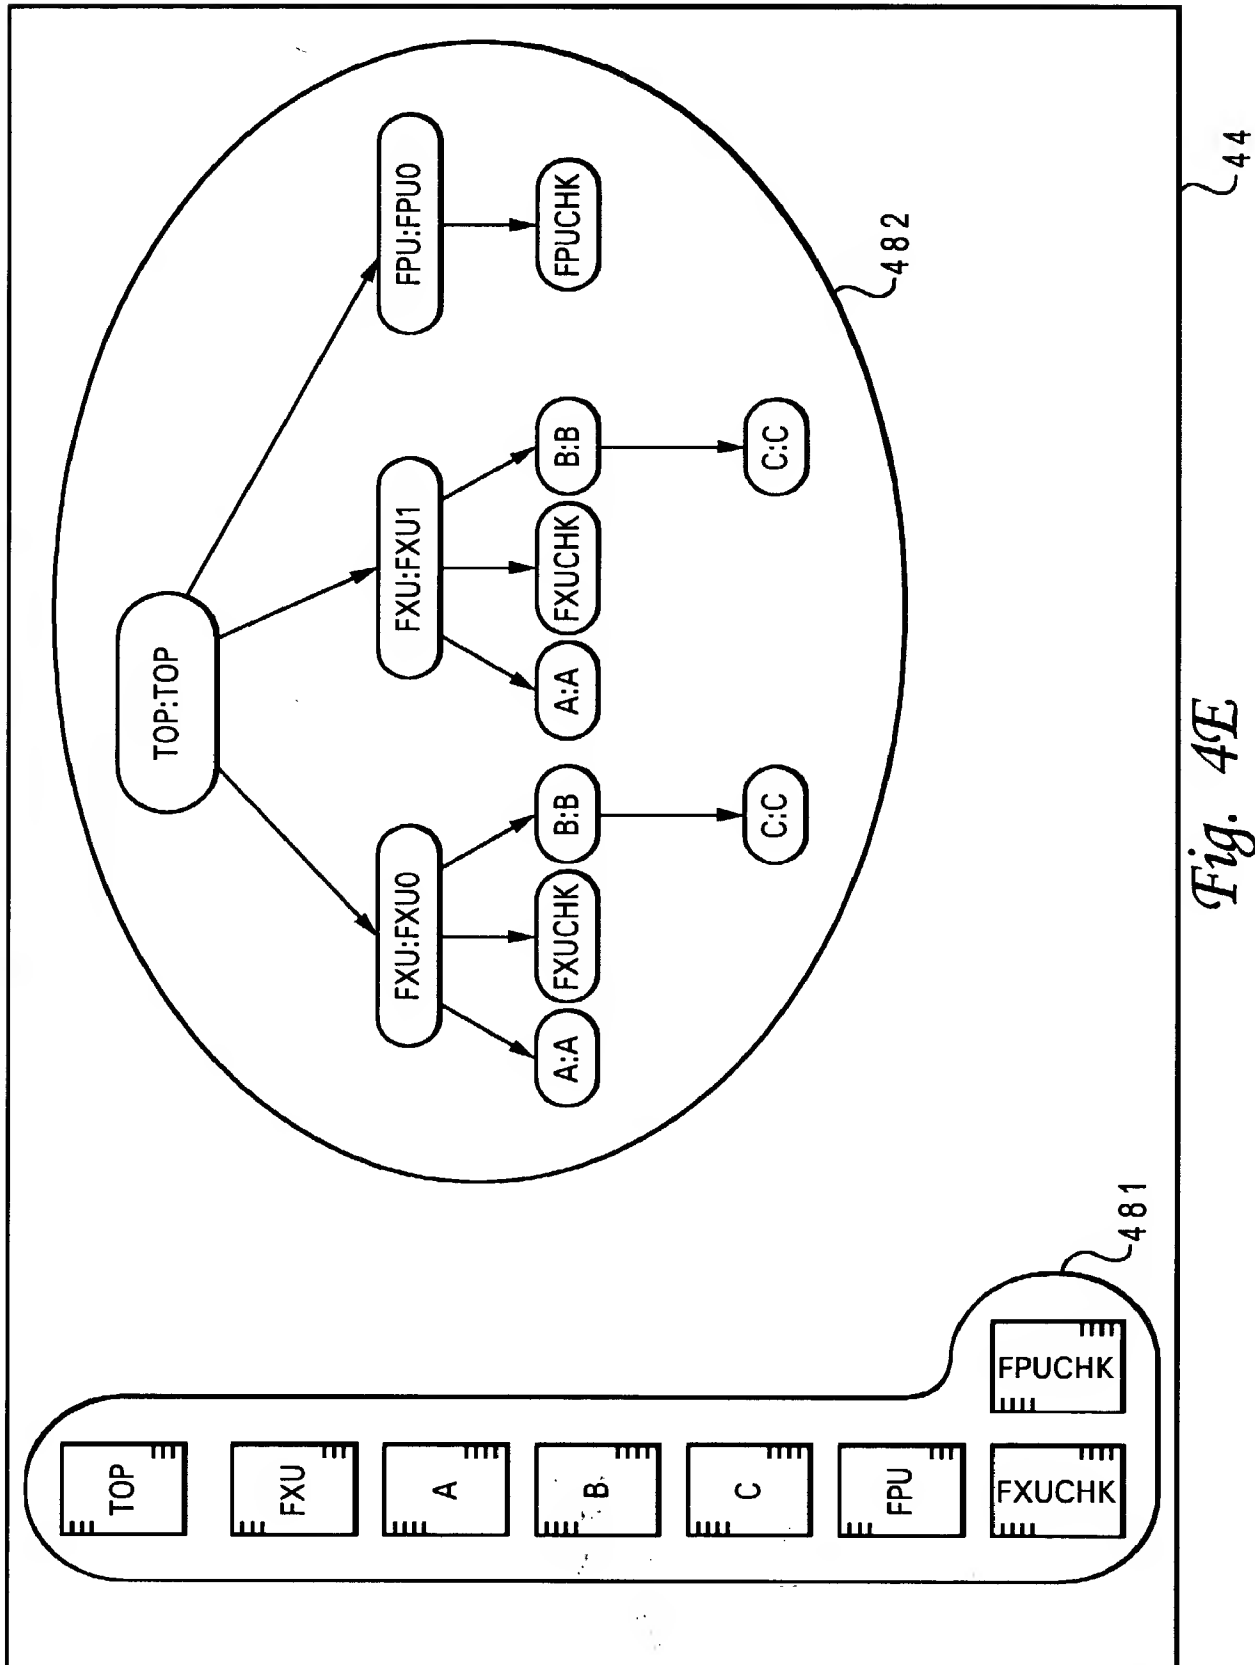 TOP
FXU
A
B
C
FPU
FXUCHK
FPUCHK
481
TOP:TOP
FXU:FXU0
FXU:FXU1
FPU:FPU0
A:A
FXUCHK
B:B
A:A
FXUCHK
B:B
FPUCHK
C:C
C:C
482
44
Fig. 4E